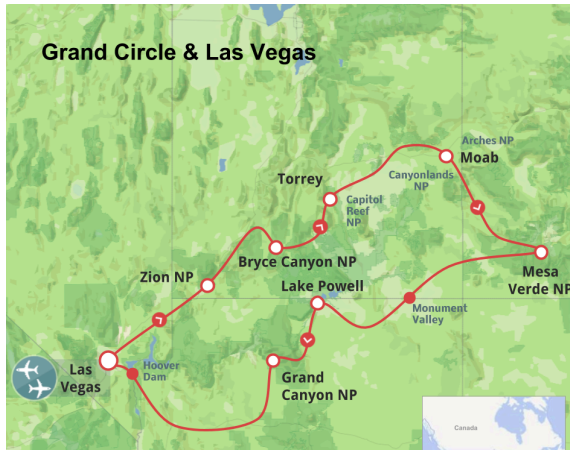 Grand Circle & Las Vegas
Arches NP
Moab
Canyonlands
NP
Torrey
Capitol
Reef
NP
Bryce Canyon NP
Zion NP
Lake Powell
Mesa
Verde NP
Monument
Valley
Las
Vegas
Hoover
Dam
Grand
Canyon NP
Canada